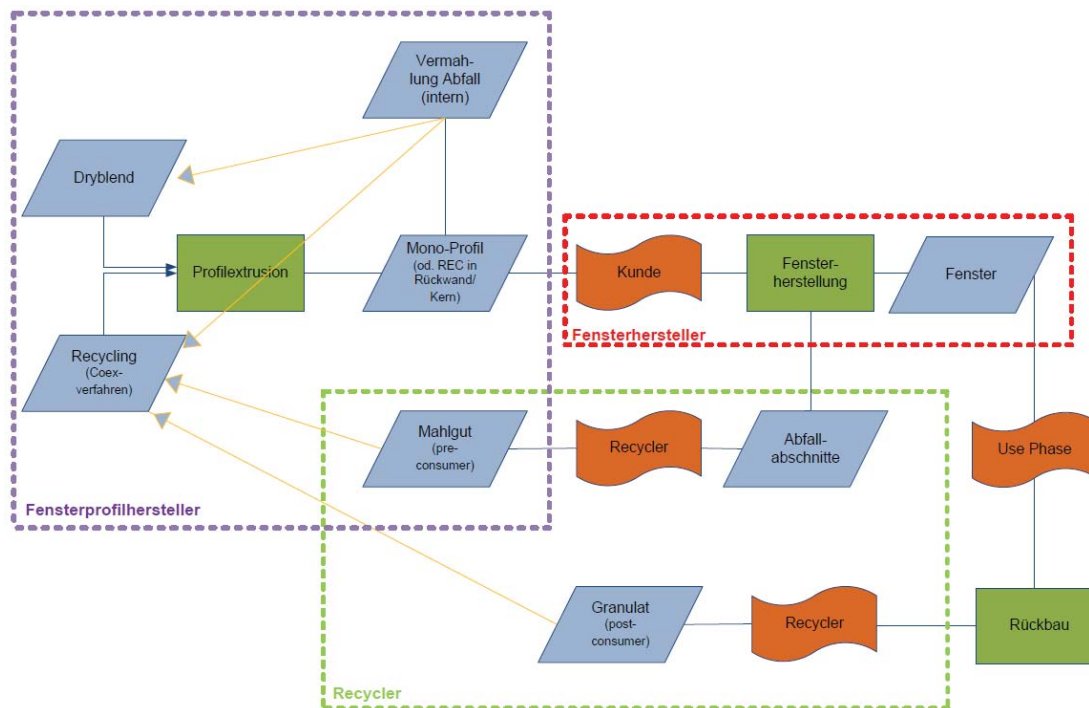 Vermah-
lung Abfall
(intern)
Dryblend
Profilextrusion
Mono-Profil
(od. REC in
Rückwand/
Kern)
Kunde
Fenster-
herstellung
Fenster
Fensterhersteller
Recycling
(Coex-
verfahren)
Mahlgut
(pre-
consumer)
Recycler
Abfall-
abschnitte
Use Phase
Fensterprofilhersteller
Granulat
(post-
consumer)
Recycler
Rückbau
Recycler